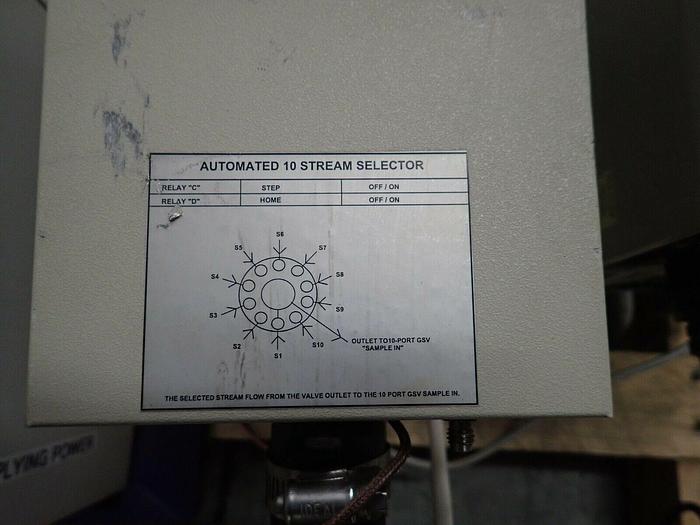 AUTOMATED 10 STREAM SELECTOR
RELAY "C" STEP OFF / ON
RELAY "D" HOME OFF / ON
S6
S5 S7
S4 S8
S3 S9
S2 S10
S1
OUTLET TO10-PORT GSV
"SAMPLE IN"
THE SELECTED STREAM FLOW FROM THE VALVE OUTLET TO THE 10 PORT GSV SAMPLE IN.
PLYING POWER
IDEAL